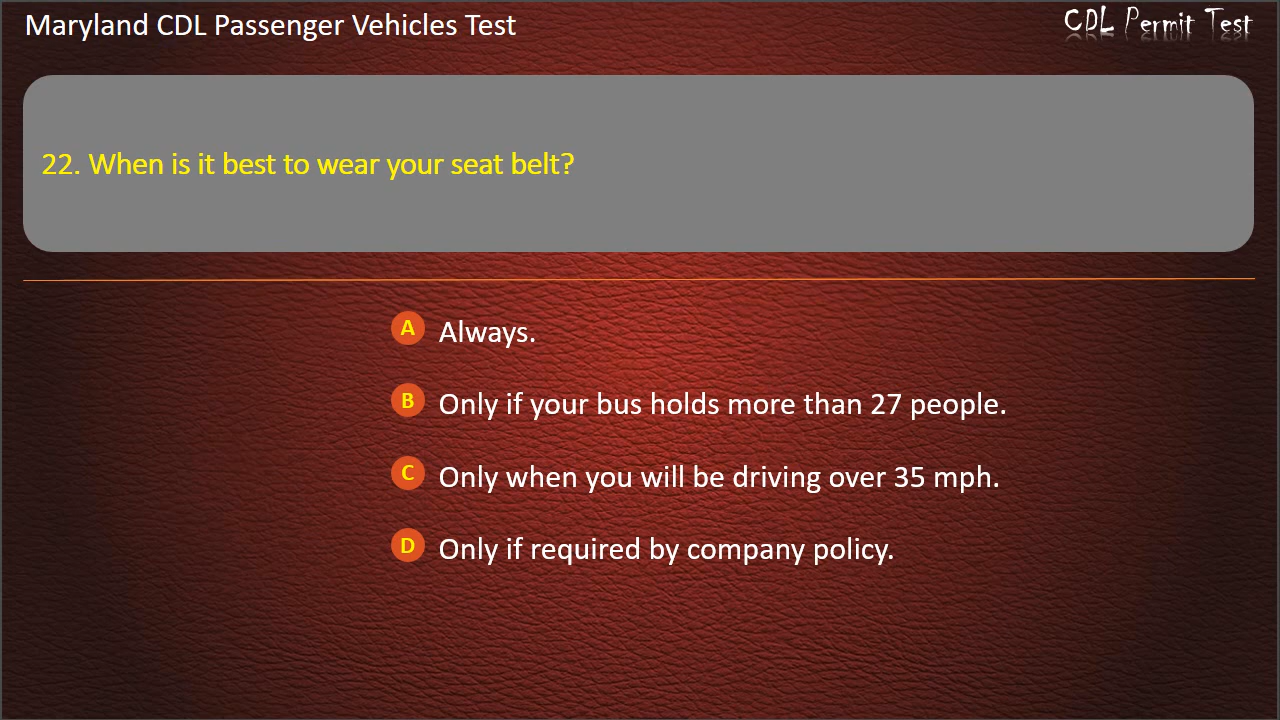 Maryland CDL Passenger Vehicles Test
CDL Permit Test
22. When is it best to wear your seat belt?
A Always.
B Only if your bus holds more than 27 people.
C Only when you will be driving over 35 mph.
D Only if required by company policy.